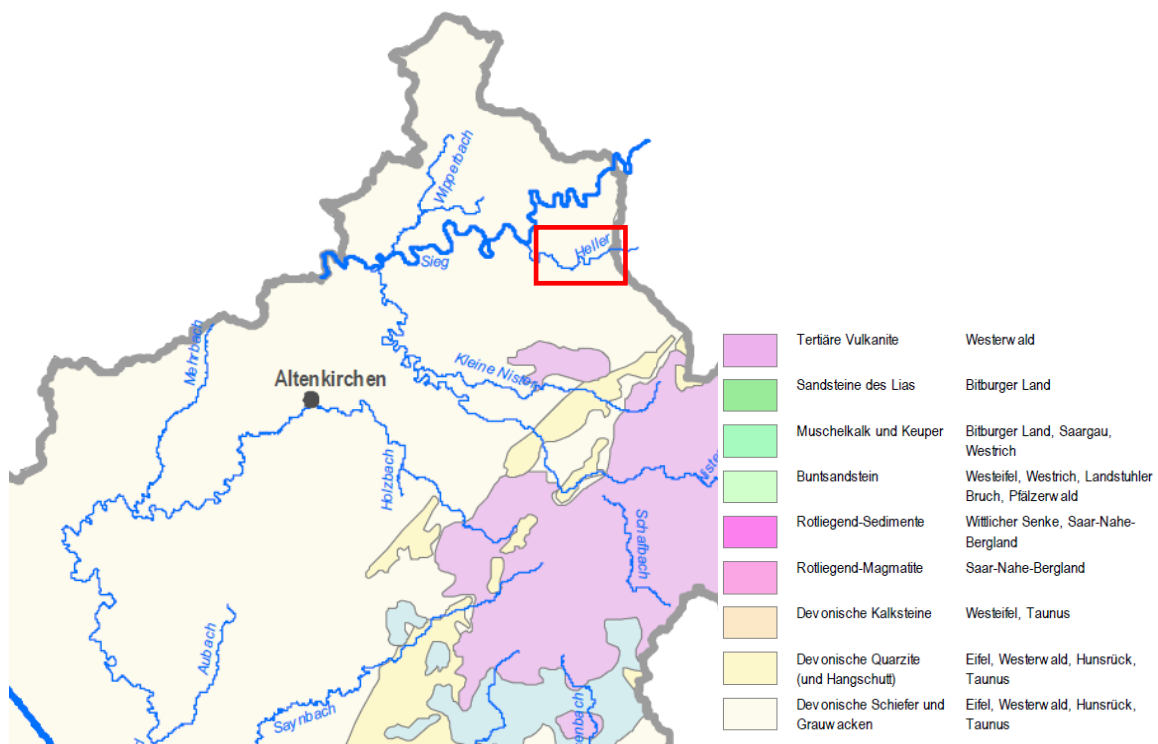 Wipperbach
Heller
Sieg
Mehrbach
Kleine Nister
Altenkirchen
Holzbach
Schafbach
Aubach
Saynbach
Tertiäre Vulkanite Westerwald
Sandsteine des Lias Bitburger Land
Muschelkalk und Keuper Bitburger Land, Saargau,
Westrich
Buntsandstein Westeifel, Westrich, Landstuhler
Bruch, Pfälzerwald
Rotliegend-Sedimente Wittlicher Senke, Saar-Nahe-
Bergland
Rotliegend-Magmatite Saar-Nahe-Bergland
Devonische Kalksteine Westeifel, Taunus
Devonische Quarzite Eifel, Westerwald, Hunsrück,
(und Hangschutt) Taunus
Devonische Schiefer und Eifel, Westerwald, Hunsrück,
Grauwacken Taunus